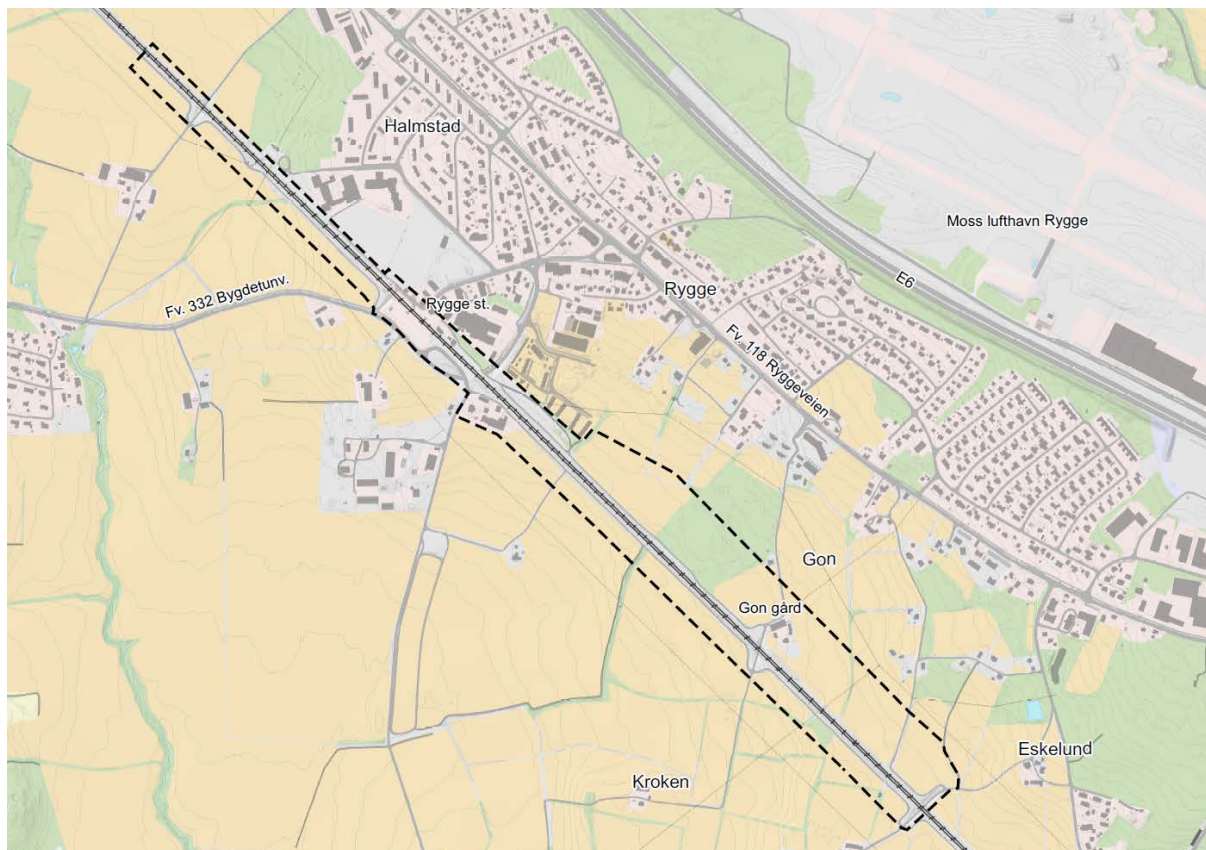 Halmstad
Moss lufthavn Rygge
E6
Fv. 332 Bygdetunv.
Rygge st.
Rygge
Fv. 118 Ryggeveien
Gon
Gon gård
Eskelund
Kroken